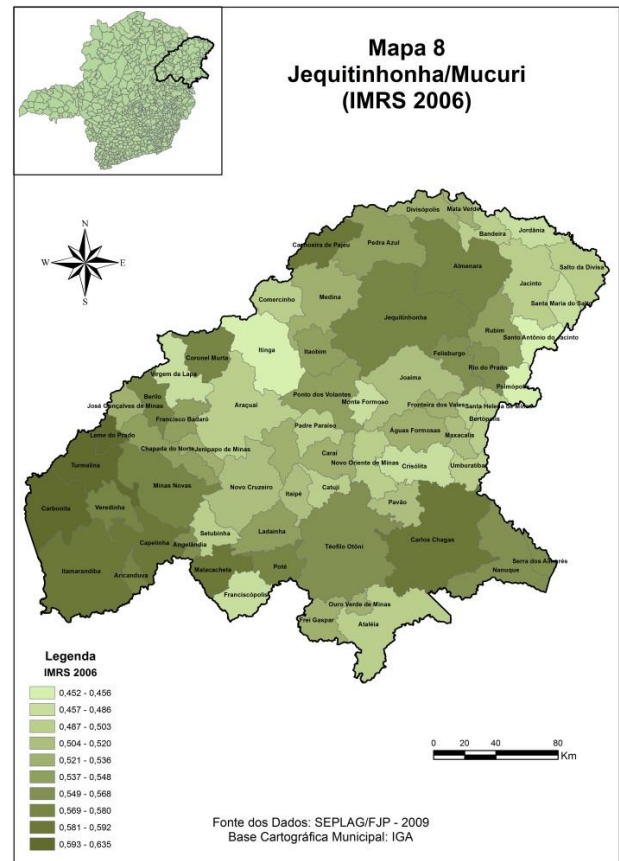 Mapa 8
Jequitinhonha/Mucuri
(IMRS 2006)
N
W E
S
Divisópolis
Mata Verde
Bandeira
Jordânia
Cachoeira de Pajeu
Pedra Azul
Almenara
Salto da Divisa
Jacinto
Comercinho
Medina
Santa Maria do Salto
Jequitinhonha
Rubim
Santo Antônio do Jacinto
Coronel Murta
Itinga
Itaobim
Felisburgo
Rio do Prado
Virgem da Lapa
Joaíma
Palmópolis
Berilo
Ponto dos Volantes
Monte Formoso
Fronteira dos Vales
Santa Helena de Minas
José Gonçalves de Minas
Araçuaí
Bertópolis
Francisco Badaró
Padre Paraíso
Águas Formosas
Machacalis
Leme do Prado
Chapada do Norte
Jenipapo de Minas
Caraí
Novo Oriente de Minas
Crisólita
Umburatiba
Turmalina
Minas Novas
Novo Cruzeiro
Itaipé
Catuji
Pavão
Carbonita
Veredinha
Setubinha
Ladainha
Teófilo Otôni
Carlos Chagas
Capelinha
Angelândia
Serra dos Aimorés
Nanuque
Itamarandiba
Aricanduva
Malacacheta
Poté
Franciscópolis
Ouro Verde de Minas
Frei Gaspar
Ataléia
Legenda
IMRS 2006
0,452 - 0,456
0,457 - 0,486
0,487 - 0,503
0,504 - 0,520
0,521 - 0,536
0,537 - 0,548
0,549 - 0,568
0,569 - 0,580
0,581 - 0,592
0,593 - 0,635
0 20 40 80
Km
Fonte dos Dados: SEPLAG/FJP - 2009
Base Cartográfica Municipal: IGA